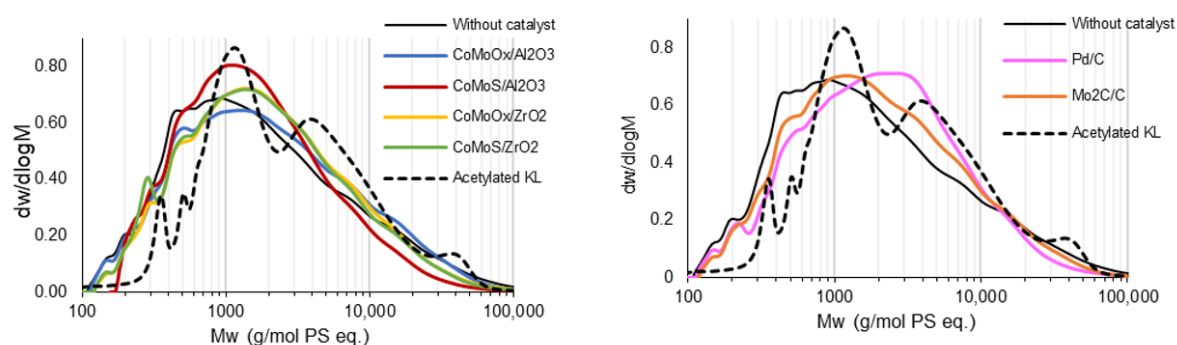 Without catalyst
CoMoOx/Al2O3
CoMoS/Al2O3
CoMoOx/ZrO2
CoMoS/ZrO2
Acetylated KL
dw/dlogM
0.80
0.60
0.40
0.20
0.00
100
1000
10,000
100,000
Mw (g/mol PS eq.)
Without catalyst
Pd/C
Mo2C/C
Acetylated KL
dw/dlogM
0.8
0.6
0.4
0.2
0
100
1000
10,000
100,000
Mw (g/mol PS eq.)